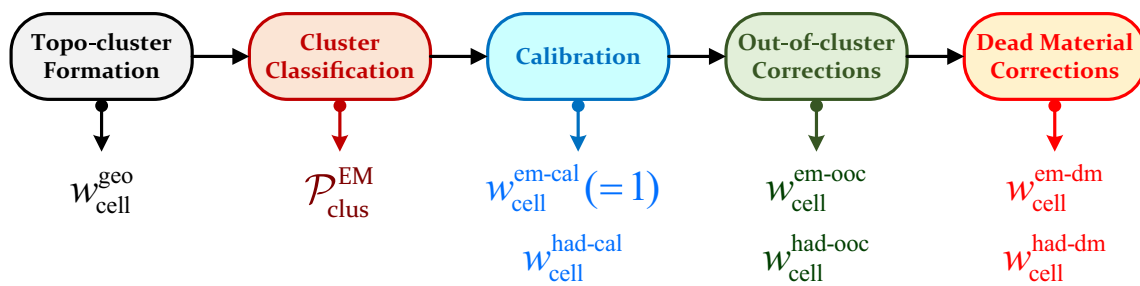 Topo-cluster
Formation
Cluster
Classification
Calibration
Out-of-cluster
Corrections
Dead Material
Corrections
w_cell^geo
𝒫_clus^EM
w_cell^em-cal (=1)
w_cell^had-cal
w_cell^em-ooc
w_cell^had-ooc
w_cell^em-dm
w_cell^had-dm